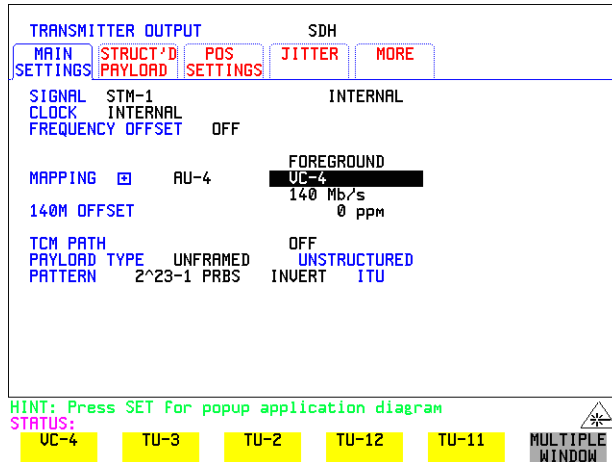 TRANSMITTER OUTPUT SDH
MAIN SETTINGS STRUCT'D PAYLOAD POS SETTINGS JITTER MORE
SIGNAL STM-1 INTERNAL
CLOCK INTERNAL
FREQUENCY OFFSET OFF
FOREGROUND
MAPPING + AU-4 VC-4
140 Mb/s
140M OFFSET 0 ppm
TCM PATH OFF
PAYLOAD TYPE UNFRAMED UNSTRUCTURED
PATTERN 2^23-1 PRBS INVERT ITU
HINT: Press SET for popup application diagram
STATUS:
VC-4 TU-3 TU-2 TU-12 TU-11 MULTIPLE WINDOW